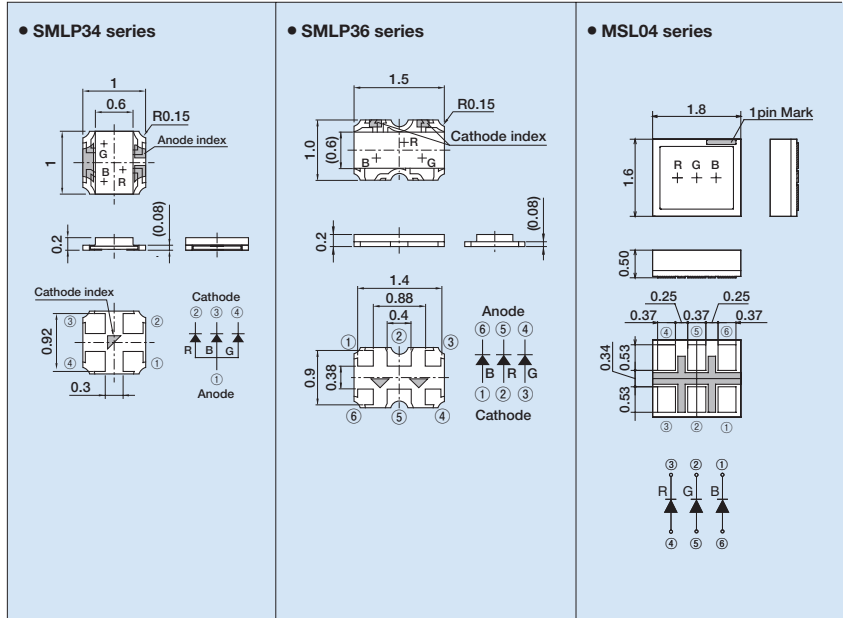 ● SMLP34 series
1
0.6
R0.15
Anode index
1
G
B
R
0.2
(0.08)
Cathode index
Cathode
② ③ ④
③ ②
0.92
R B G
④ ①
①
0.3
Anode
● SMLP36 series
1.5
R0.15
1.0
(0.6)
Cathode index
R
B G
0.2
(0.08)
1.4
0.88
0.4
Anode
⑥ ⑤ ④
① ② ③
0.9
0.38
B R G
① ② ③
⑥ ⑤ ④
Cathode
● MSL04 series
1.8
1pin Mark
1.6
R G B
0.50
0.25 0.25
0.37 0.37 0.37
④ ⑤ ⑥
0.53
0.34
0.53
③ ② ①
③ ② ①
R G B
④ ⑤ ⑥